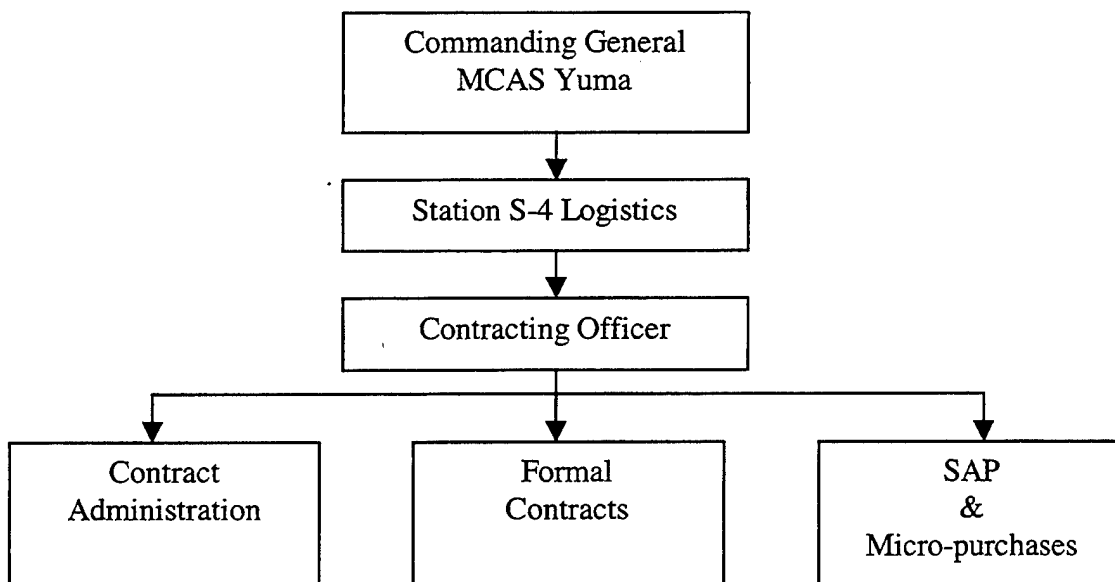 Commanding General
MCAS Yuma
Station S-4 Logistics
Contracting Officer
Contract
Administration
Formal
Contracts
SAP
&
Micro-purchases